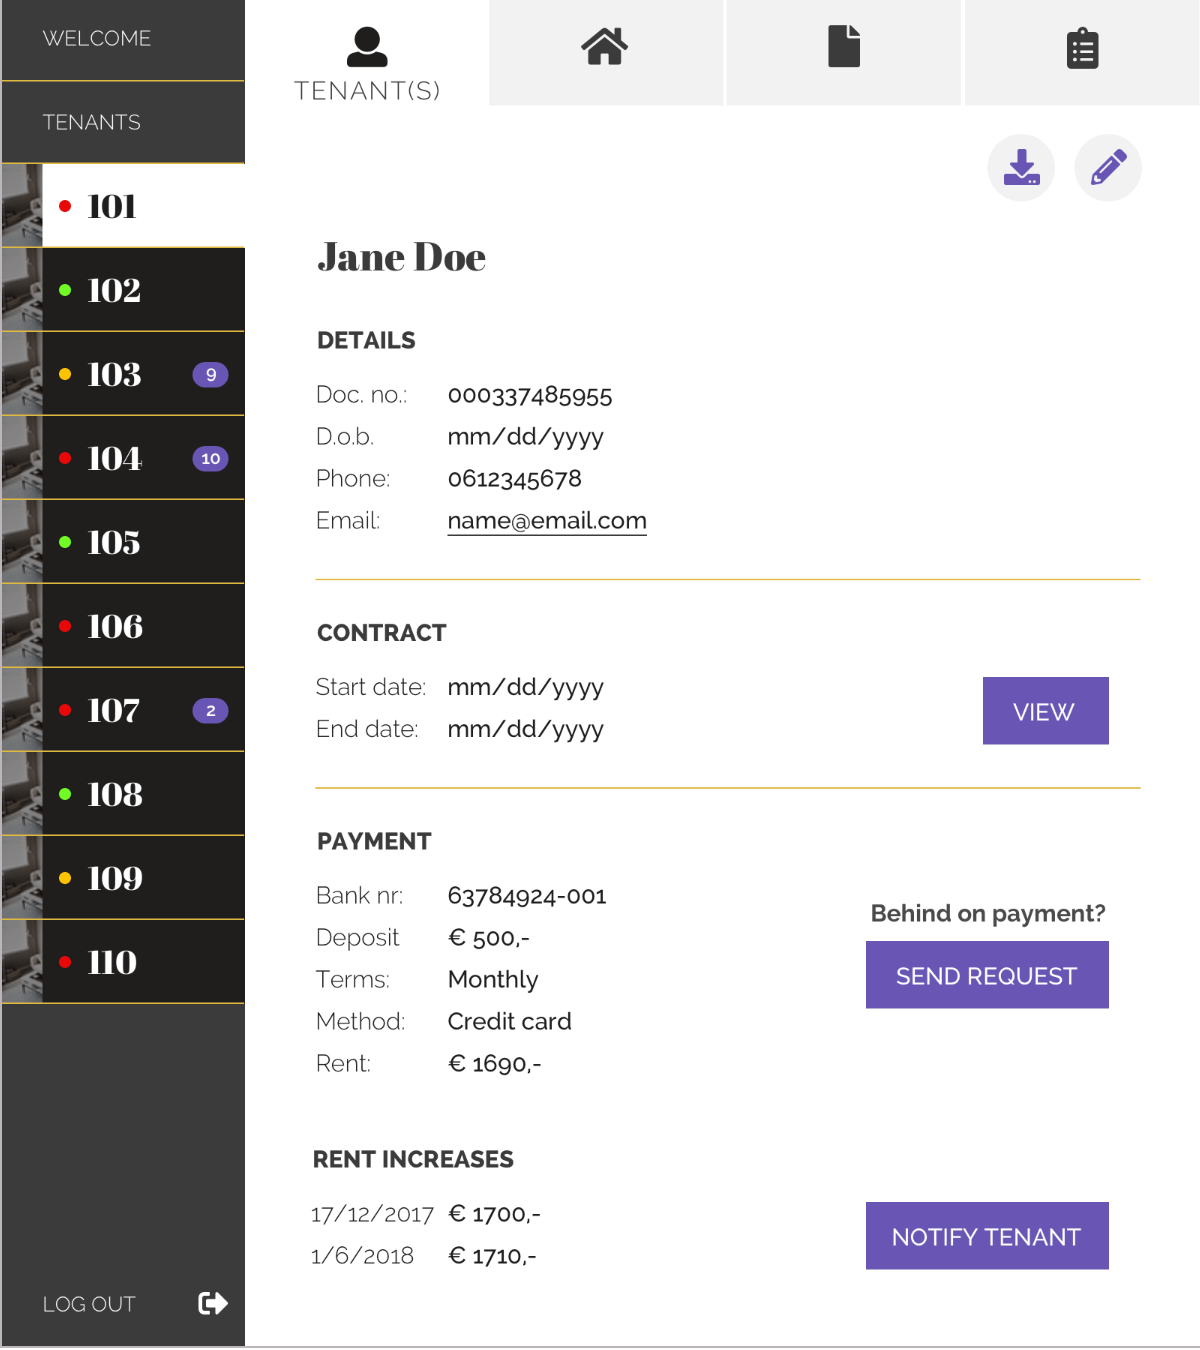 WELCOME
TENANTS
101
102
103 9
104 10
105
106
107 2
108
109
110
LOG OUT
TENANT(S)
Jane Doe
DETAILS
Doc. no.: 000337485955
D.o.b. mm/dd/yyyy
Phone: 0612345678
Email: name@email.com
CONTRACT
Start date: mm/dd/yyyy
End date: mm/dd/yyyy
VIEW
PAYMENT
Bank nr: 63784924-001
Deposit € 500,-
Terms: Monthly
Method: Credit card
Rent: € 1690,-
Behind on payment?
SEND REQUEST
RENT INCREASES
17/12/2017 € 1700,-
1/6/2018 € 1710,-
NOTIFY TENANT